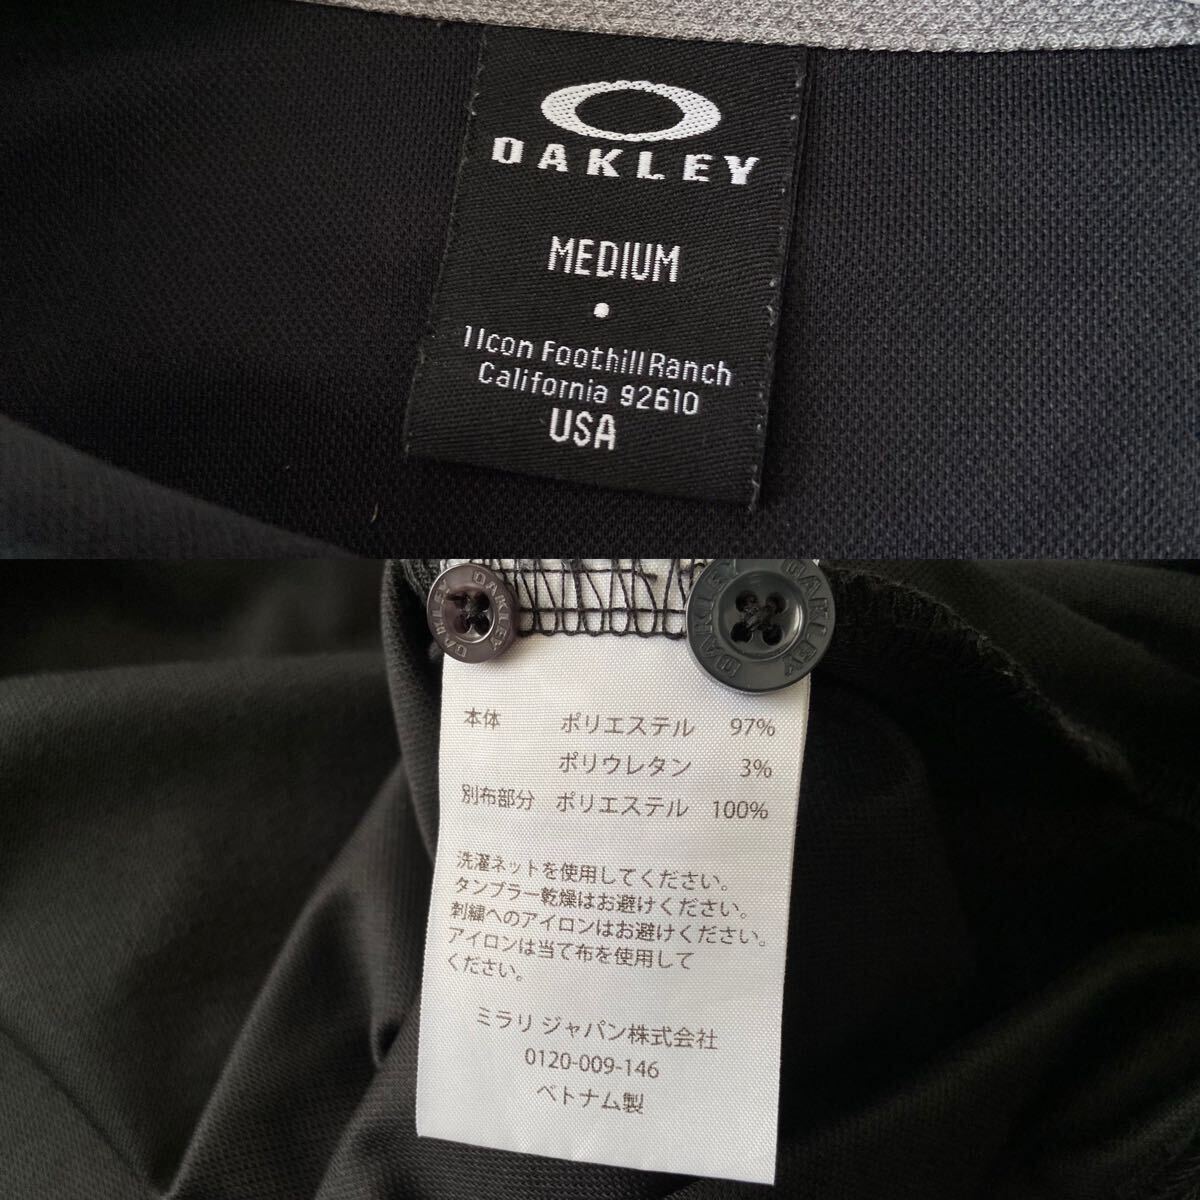 OAKLEY
MEDIUM
1 Icon Foothill Ranch
California 92610
USA
OAKLEY OAKLEY
OAKLEY OAKLEY
本体 ポリエステル 97%
ポリウレタン 3%
別布部分 ポリエステル 100%
洗濯ネットを使用してください。
タンブラー乾燥はお避けください。
刺繍へのアイロンはお避けください。
アイロンは当て布を使用して
ください。
ミラリ ジャパン株式会社
0120-009-146
ベトナム製